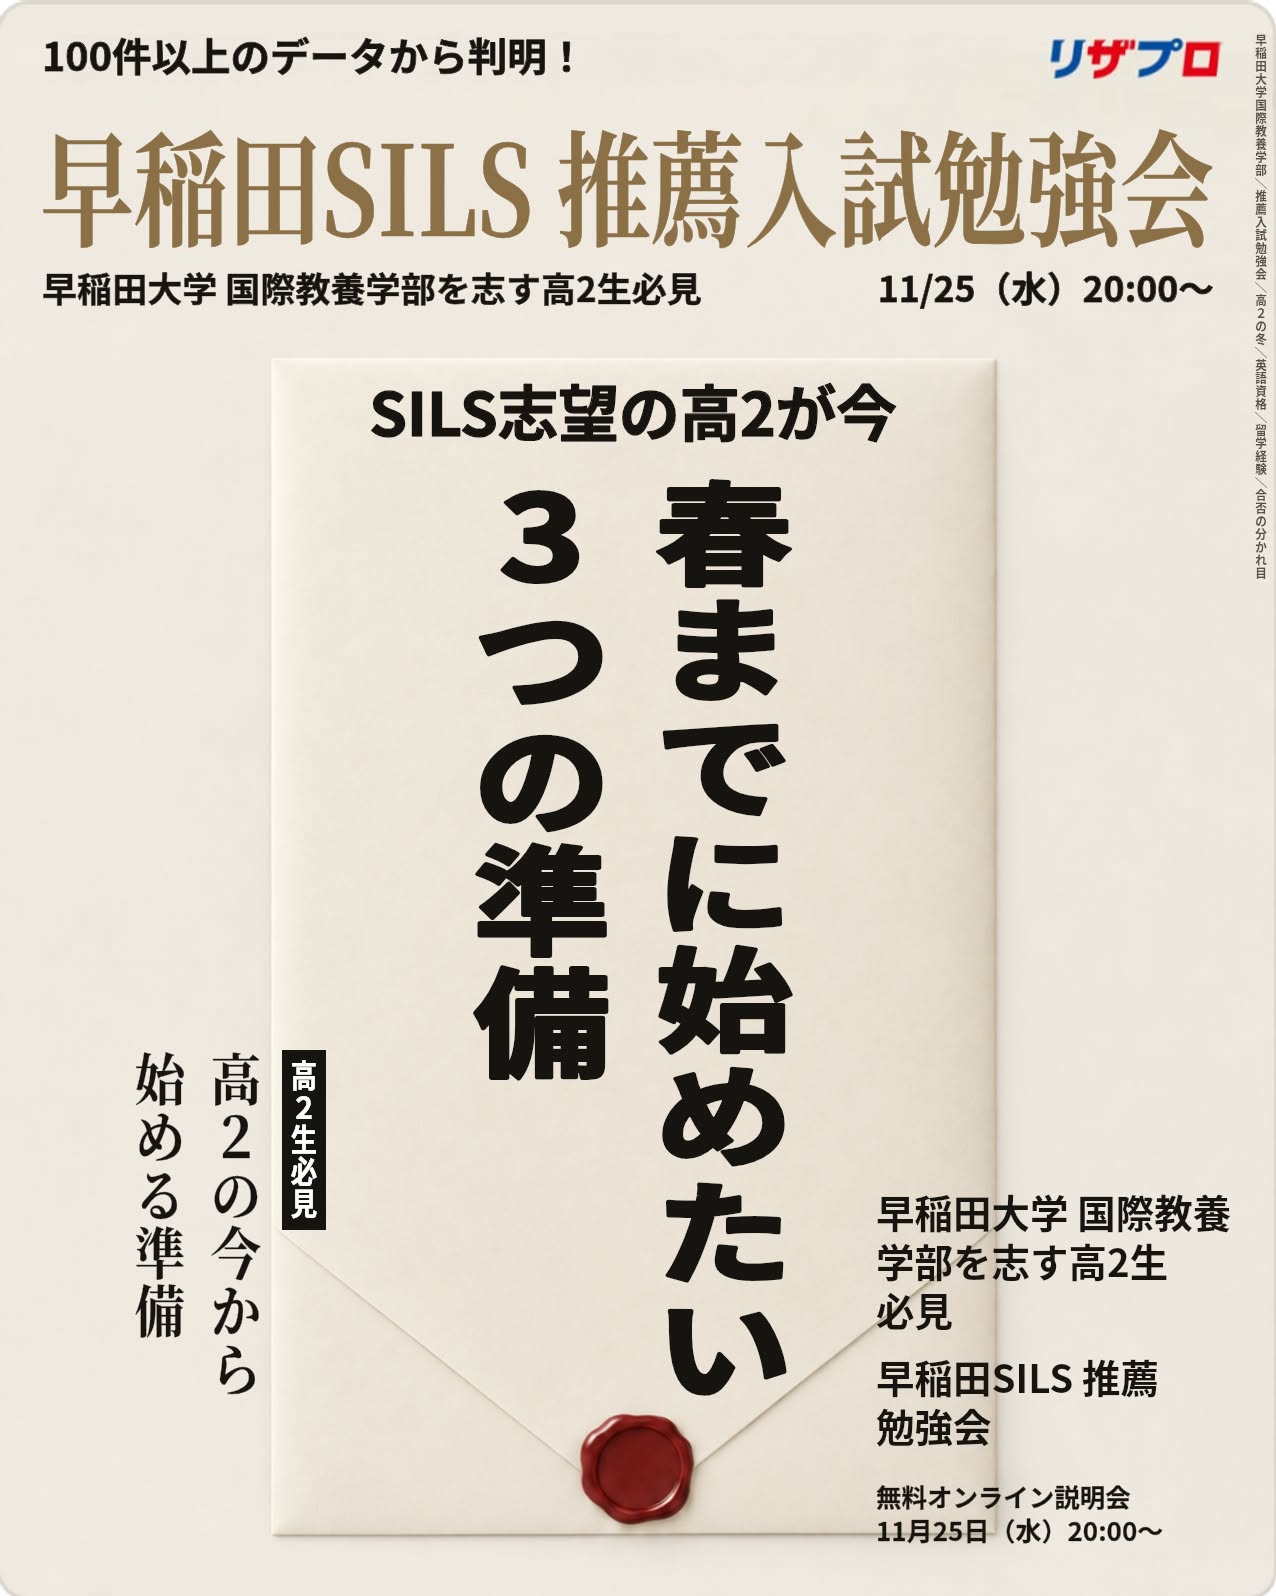 100件以上のデータから判明！
リザプロ
早稲田SILS 推薦入試勉強会
早稲田大学 国際教養学部を志す高2生必見
11/25（水）20:00〜
早稲田大学国際教養学部／推薦入試勉強会／高2の冬／英語資格／留学経験／合否の分かれ目
SILS志望の高2が今
春までに始めたい
3つの準備
高2生必見
高2の今から
始める準備
早稲田大学 国際教養
学部を志す高2生
必見
早稲田SILS 推薦
勉強会
無料オンライン説明会
11月25日（水）20:00〜